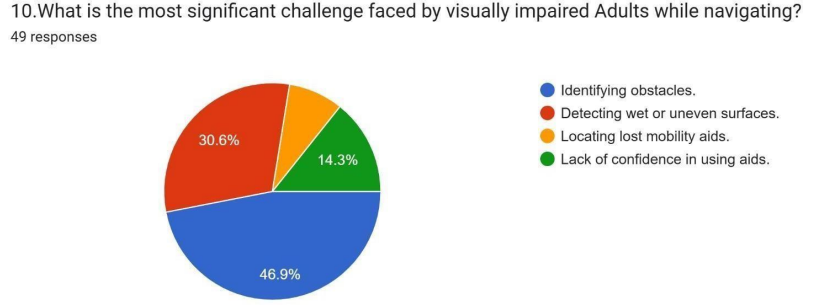 10.What is the most significant challenge faced by visually impaired Adults while navigating?
49 responses
Identifying obstacles.
Detecting wet or uneven surfaces.
Locating lost mobility aids.
Lack of confidence in using aids.
30.6%
14.3%
46.9%